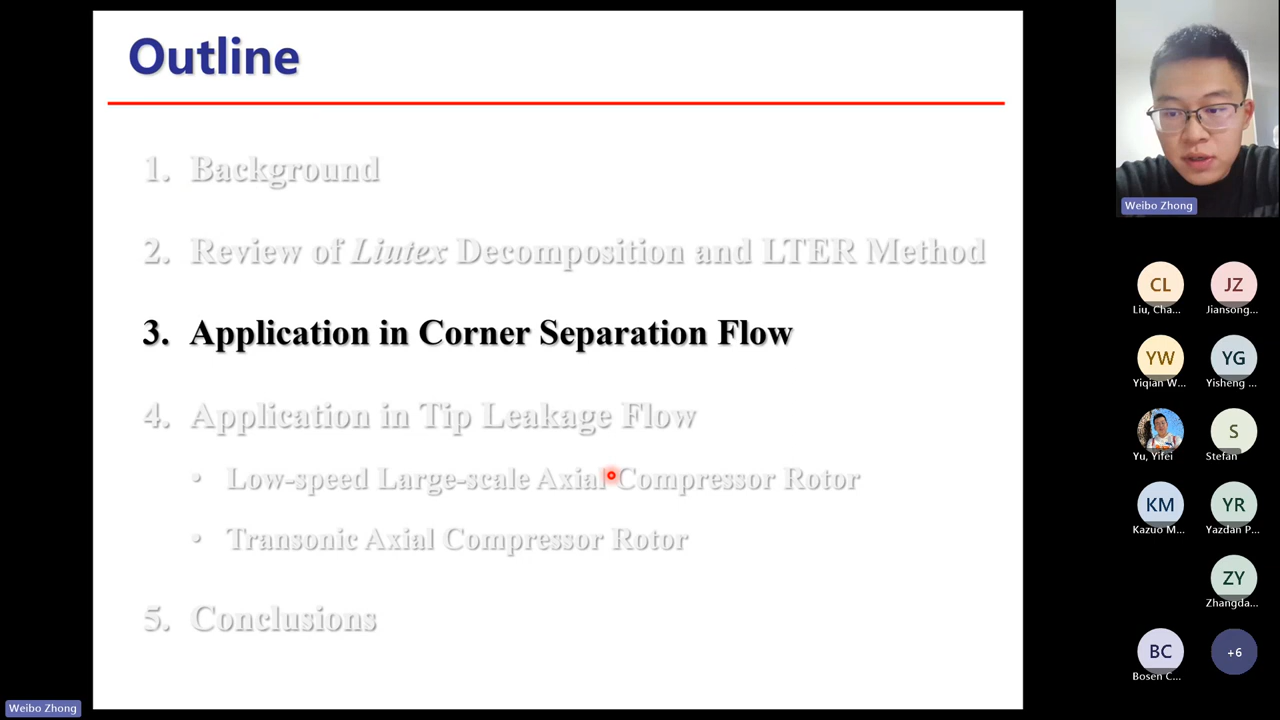 Outline
1. Background
2. Review of Liutex Decomposition and LTER Method
3. Application in Corner Separation Flow
4. Application in Tip Leakage Flow
• Low-speed Large-scale Axial Compressor Rotor
• Transonic Axial Compressor Rotor
5. Conclusions
Weibo Zhong
Weibo Zhong
CL
Liu, Cha...
JZ
Jiansong...
YW
Yiqian W...
YG
Yisheng ...
Yu, Yifei
S
Stefan
KM
Kazuo M...
YR
Yazdan P...
ZY
Zhangda...
BC
Bosen C...
+6